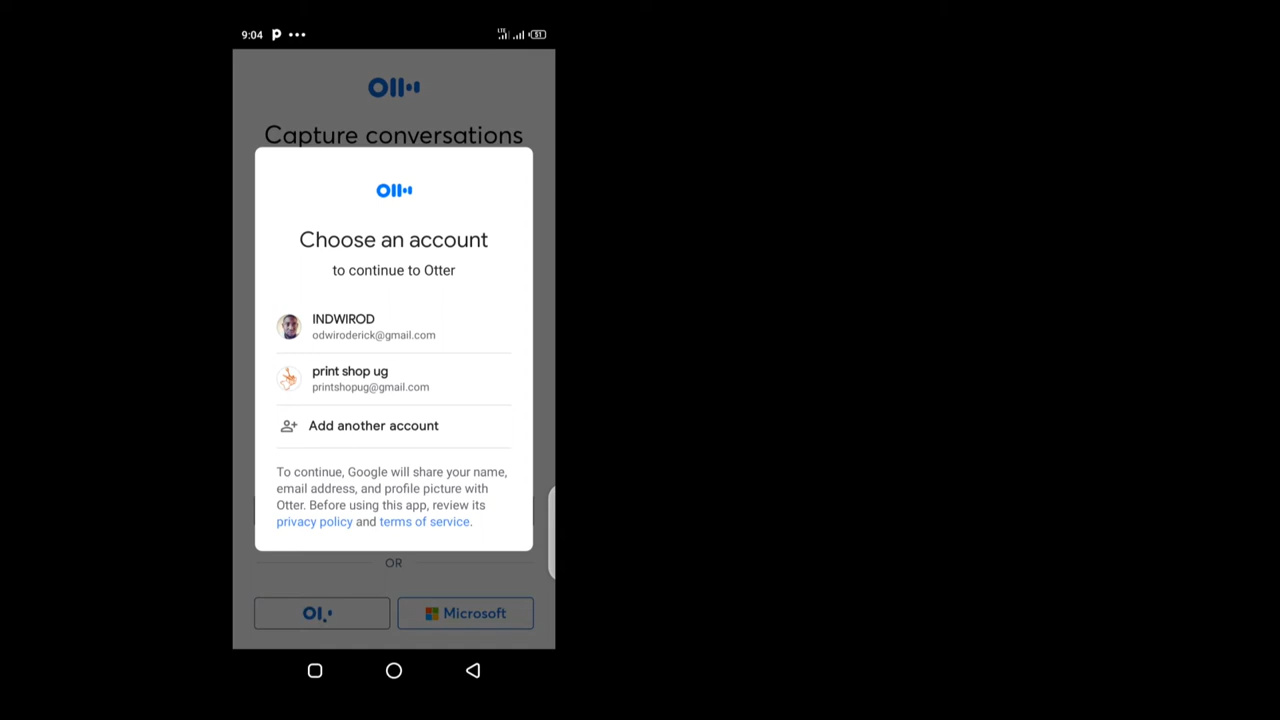 9:04
LTE
51
Capture conversations
Choose an account
to continue to Otter
INDWIROD
odwiroderick@gmail.com
print shop ug
printshopug@gmail.com
Add another account
To continue, Google will share your name,
email address, and profile picture with
Otter. Before using this app, review its
privacy policy and terms of service.
OR
Microsoft